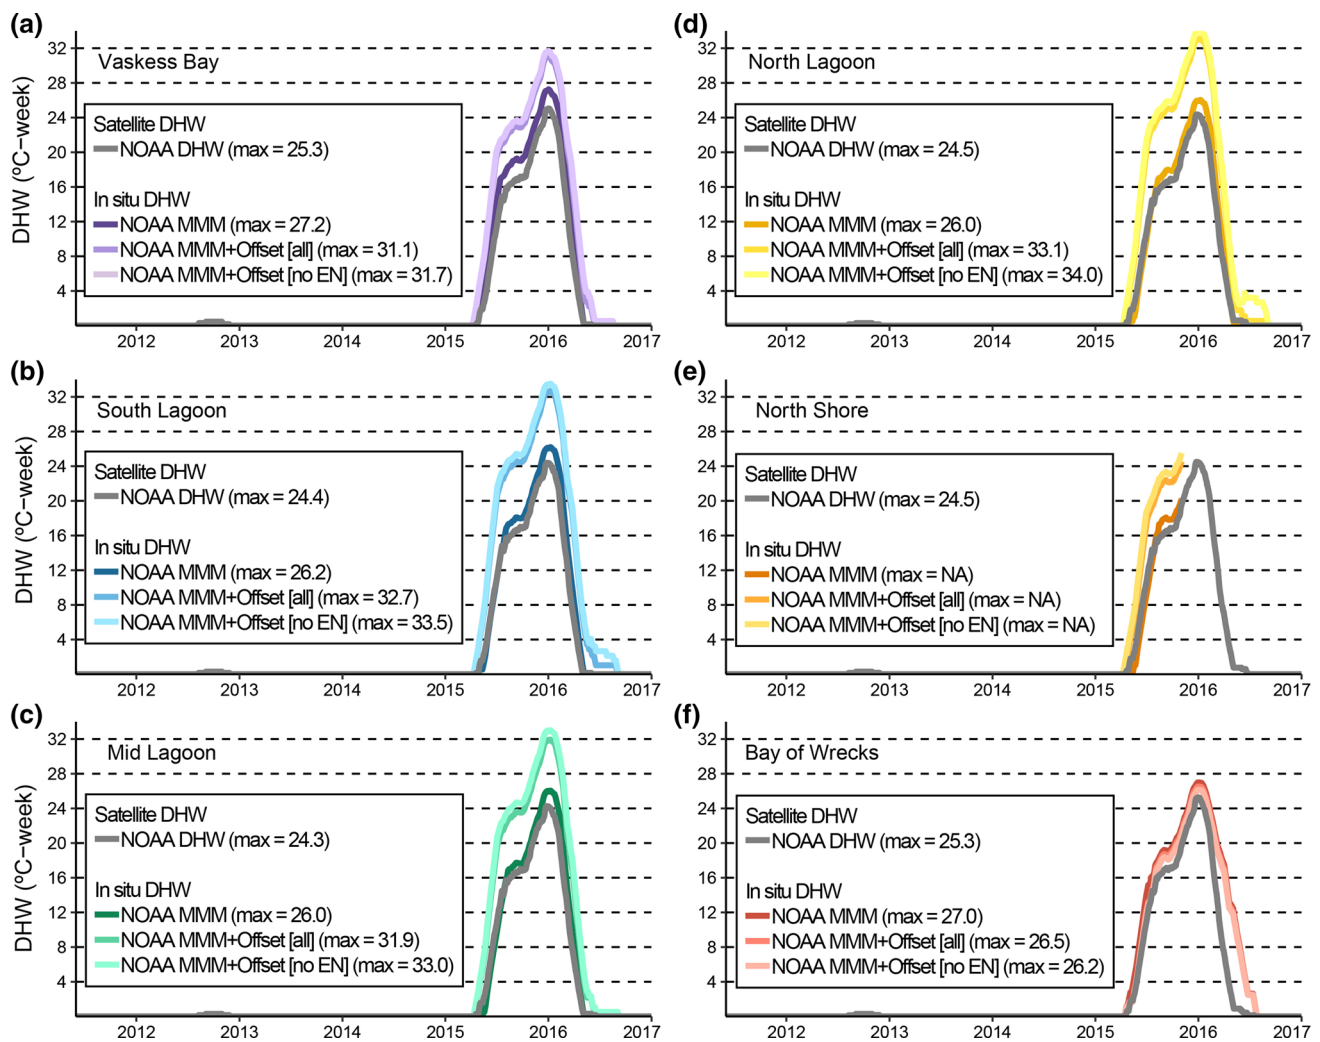 (a)
Vaskess Bay
DHW (ºC−week)
32
28
24
20
16
12
8
4
Satellite DHW
NOAA DHW (max = 25.3)
In situ DHW
NOAA MMM (max = 27.2)
NOAA MMM+Offset [all] (max = 31.1)
NOAA MMM+Offset [no EN] (max = 31.7)
2012 2013 2014 2015 2016 2017
(b)
South Lagoon
DHW (ºC−week)
32
28
24
20
16
12
8
4
Satellite DHW
NOAA DHW (max = 24.4)
In situ DHW
NOAA MMM (max = 26.2)
NOAA MMM+Offset [all] (max = 32.7)
NOAA MMM+Offset [no EN] (max = 33.5)
2012 2013 2014 2015 2016 2017
(c)
Mid Lagoon
DHW (ºC−week)
32
28
24
20
16
12
8
4
Satellite DHW
NOAA DHW (max = 24.3)
In situ DHW
NOAA MMM (max = 26.0)
NOAA MMM+Offset [all] (max = 31.9)
NOAA MMM+Offset [no EN] (max = 33.0)
2012 2013 2014 2015 2016 2017
(d)
North Lagoon
32
28
24
20
16
12
8
4
Satellite DHW
NOAA DHW (max = 24.5)
In situ DHW
NOAA MMM (max = 26.0)
NOAA MMM+Offset [all] (max = 33.1)
NOAA MMM+Offset [no EN] (max = 34.0)
2012 2013 2014 2015 2016 2017
(e)
North Shore
32
28
24
20
16
12
8
4
Satellite DHW
NOAA DHW (max = 24.5)
In situ DHW
NOAA MMM (max = NA)
NOAA MMM+Offset [all] (max = NA)
NOAA MMM+Offset [no EN] (max = NA)
2012 2013 2014 2015 2016 2017
(f)
Bay of Wrecks
32
28
24
20
16
12
8
4
Satellite DHW
NOAA DHW (max = 25.3)
In situ DHW
NOAA MMM (max = 27.0)
NOAA MMM+Offset [all] (max = 26.5)
NOAA MMM+Offset [no EN] (max = 26.2)
2012 2013 2014 2015 2016 2017